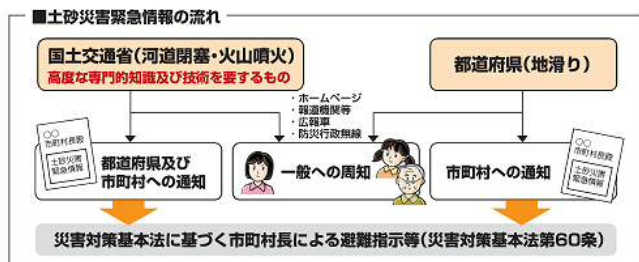 ■土砂災害緊急情報の流れ
国土交通省(河道閉塞・火山噴火)
高度な専門的知識及び技術を要するもの
都道府県(地滑り)
・ホームページ
・報道機関等
・広報車
・防災行政無線
〇〇
市町村長殿
土砂災害
緊急情報
都道府県及び
市町村への通知
一般への周知
市町村への通知
〇〇
市町村長殿
土砂災害
緊急情報
災害対策基本法に基づく市町村長による避難指示等(災害対策基本法第60条)